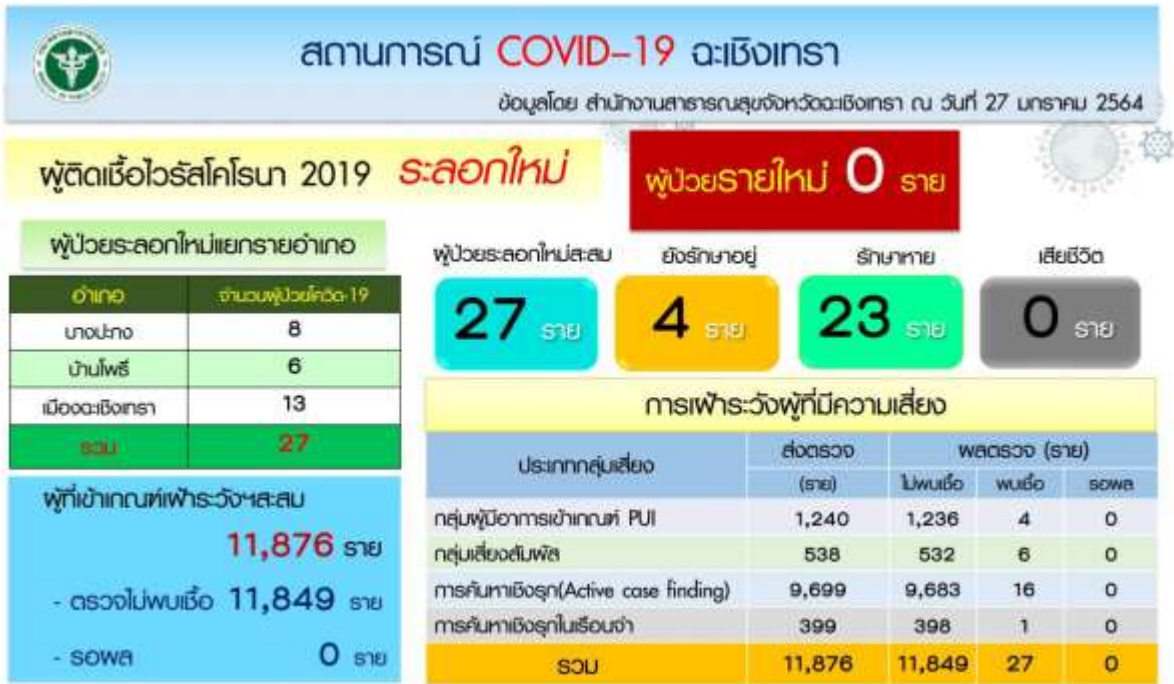 สถานการณ์ COVID-19 ฉะเชิงเทรา
ข้อมูลโดย สำนักงานสาธารณสุขจังหวัดฉะเชิงเทรา ณ วันที่ 27 มกราคม 2564
ผู้ติดเชื้อไวรัสโคโรนา 2019 ระลอกใหม่
ผู้ป่วยรายใหม่ 0 ราย
ผู้ป่วยระลอกใหม่แยกรายอำเภอ
อำเภอ จำนวนผู้ป่วยโควิด-19
บางปะกง 8
บ้านโพธิ์ 6
เมืองฉะเชิงเทรา 13
รวม 27
ผู้ป่วยระลอกใหม่สะสม ยังรักษาอยู่ รักษาหาย เสียชีวิต
27 ราย 4 ราย 23 ราย 0 ราย
ผู้ที่เข้าเกณฑ์เฝ้าระวังฯสะสม
11,876 ราย
- ตรวจไม่พบเชื้อ 11,849 ราย
- รอผล 0 ราย
การเฝ้าระวังผู้ที่มีความเสี่ยง
ประเภทกลุ่มเสี่ยง ส่งตรวจ ผลตรวจ (ราย)
(ราย) ไม่พบเชื้อ พบเชื้อ รอผล
กลุ่มผู้มีอาการเข้าเกณฑ์ PUI 1,240 1,236 4 0
กลุ่มเสี่ยงสัมผัส 538 532 6 0
การค้นหาเชิงรุก(Active case finding) 9,699 9,683 16 0
การค้นหาเชิงรุกในเรือนจำ 399 398 1 0
รวม 11,876 11,849 27 0